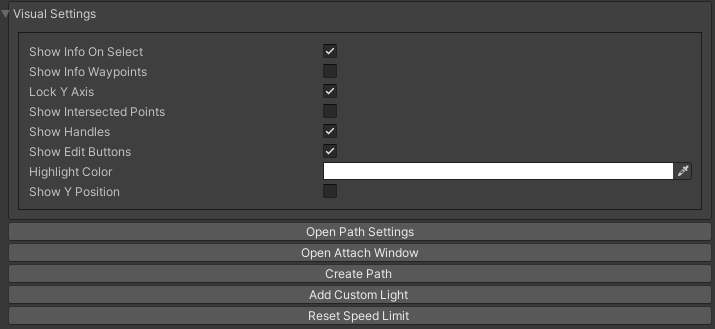 Visual Settings
Show Info On Select
Show Info Waypoints
Lock Y Axis
Show Intersected Points
Show Handles
Show Edit Buttons
Highlight Color
Show Y Position
Open Path Settings
Open Attach Window
Create Path
Add Custom Light
Reset Speed Limit